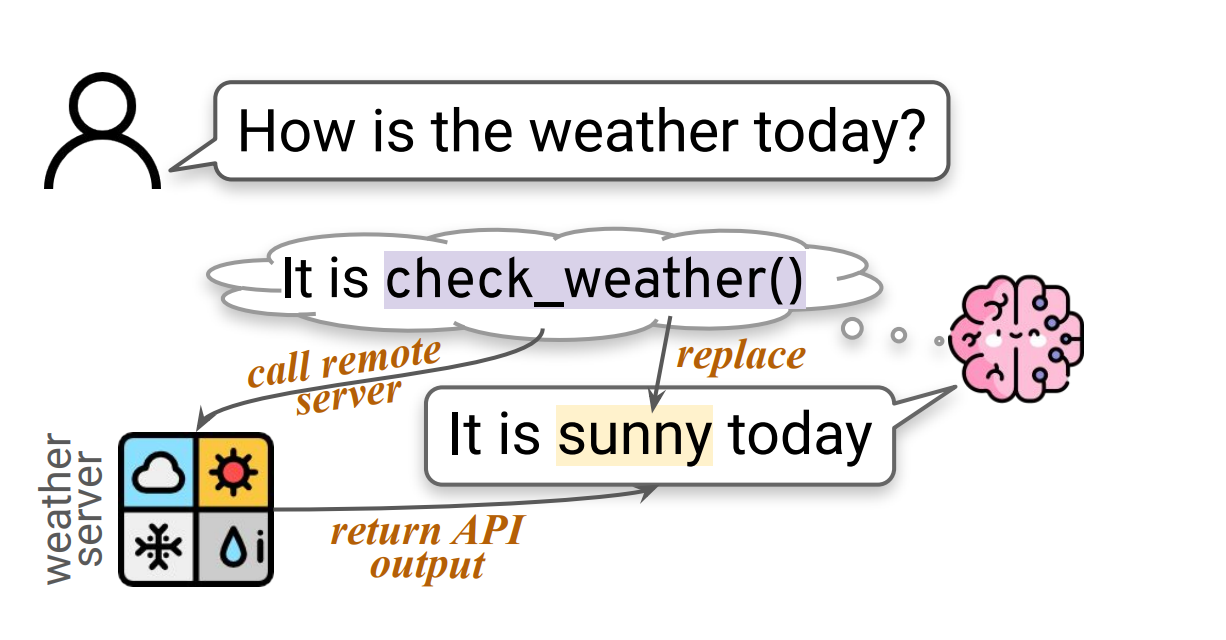 How is the weather today?
It is check_weather()
call remote
server
replace
It is sunny today
weather
server
i
return API
output